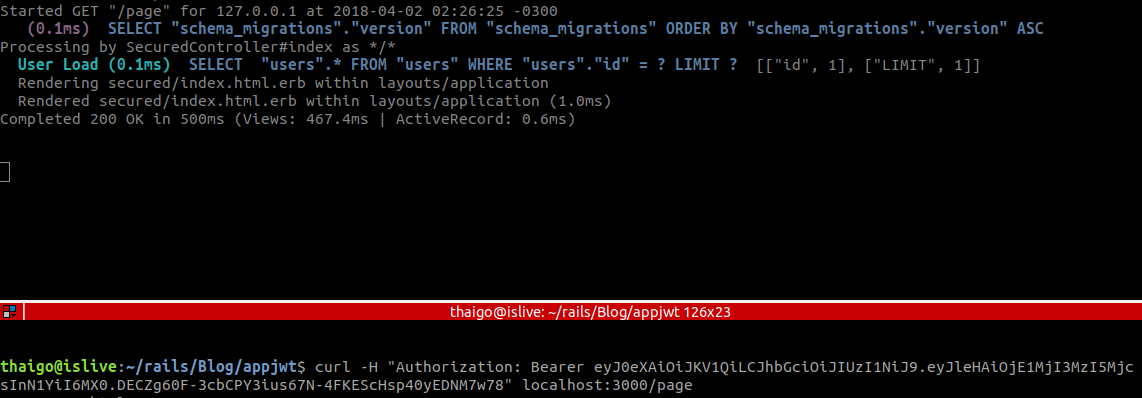 Started GET "/page" for 127.0.0.1 at 2018-04-02 02:26:25 -0300
(0.1ms) SELECT "schema_migrations"."version" FROM "schema_migrations" ORDER BY "schema_migrations"."version" ASC
Processing by SecuredController#index as */*
User Load (0.1ms) SELECT "users".* FROM "users" WHERE "users"."id" = ? LIMIT ? [["id", 1], ["LIMIT", 1]]
Rendering secured/index.html.erb within layouts/application
Rendered secured/index.html.erb within layouts/application (1.0ms)
Completed 200 OK in 500ms (Views: 467.4ms | ActiveRecord: 0.6ms)
thaigo@islive: ~/rails/Blog/appjwt 126x23
thaigo@islive:~/rails/Blog/appjwt$ curl -H "Authorization: Bearer eyJ0eXAiOiJKV1QiLCJhbGciOiJIUzI1NiJ9.eyJleHAiOjE1MjI3MzI5Mjc
sInN1YiI6MX0.DECZg60F-3cbCPY3ius67N-4FKEScHsp40yEDNM7w78" localhost:3000/page